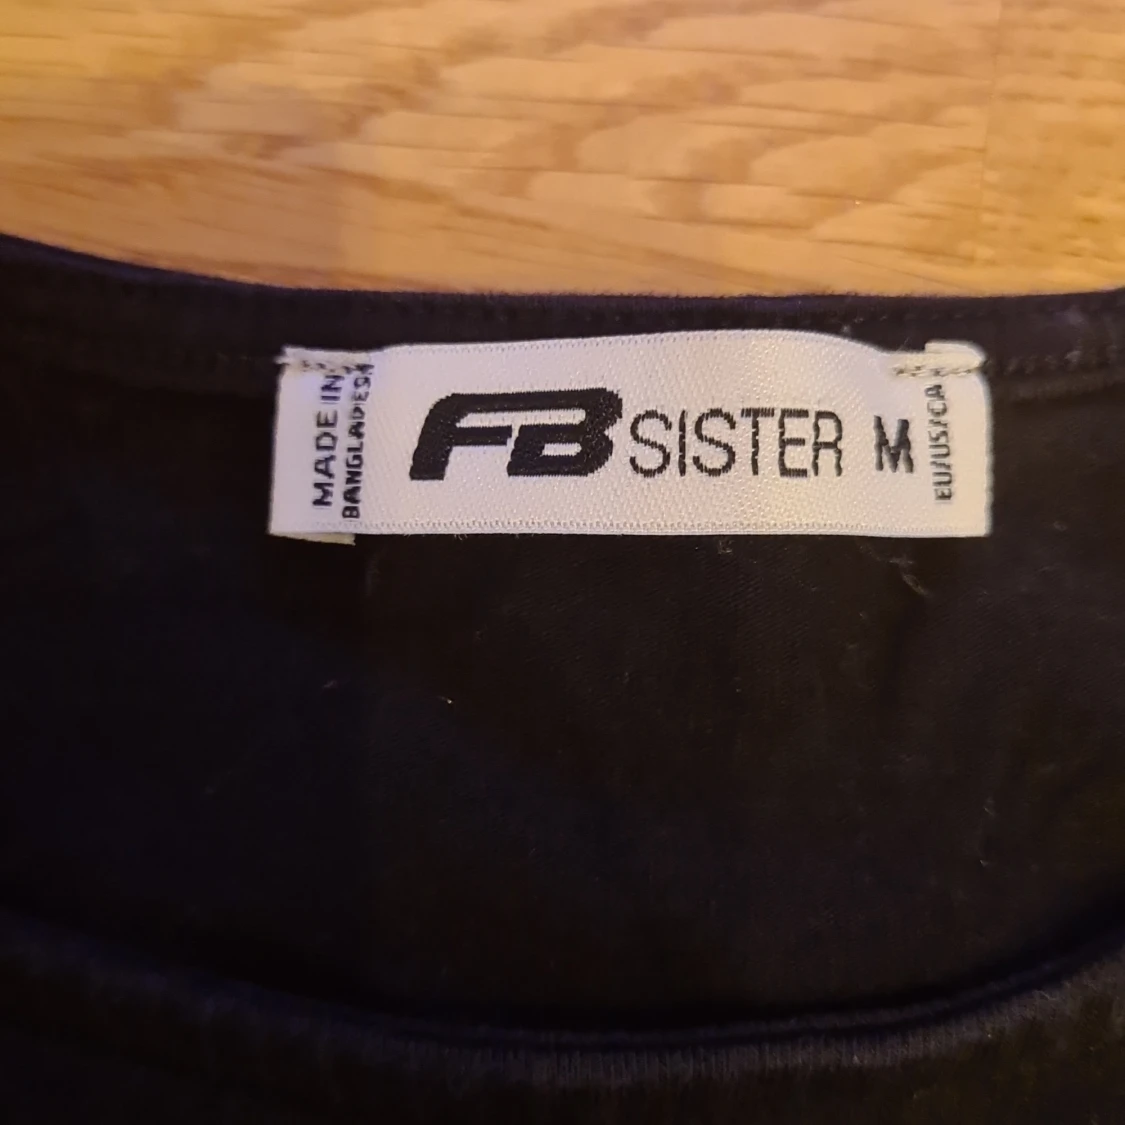 MADE IN
BANGLADESH
FB SISTER M
EU/US/CA